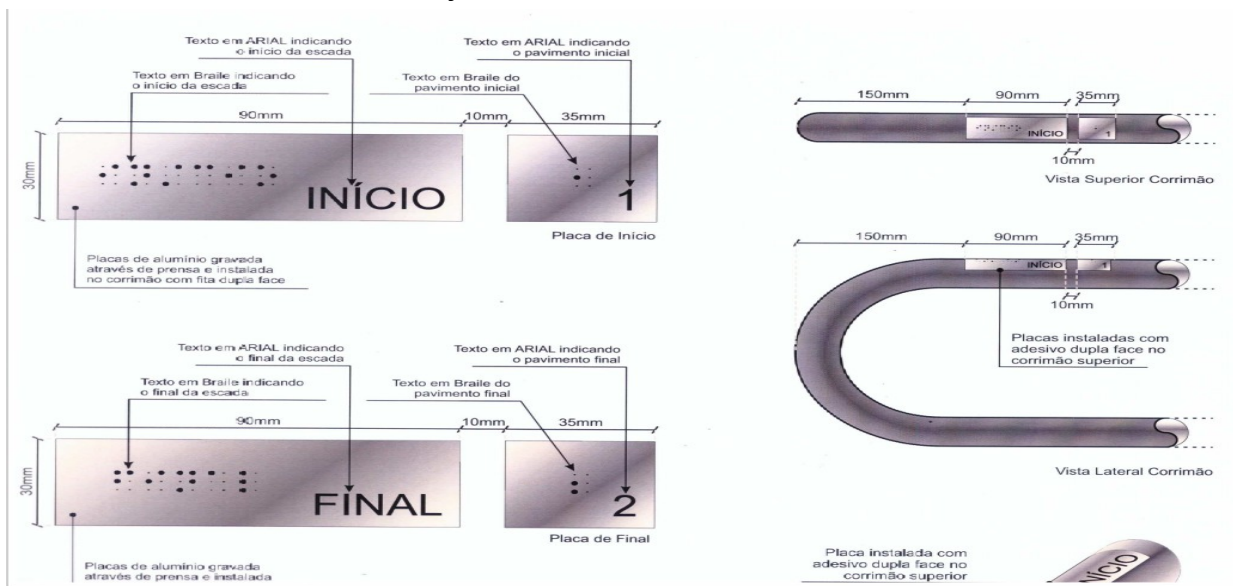 Texto em ARIAL indicando
o início da escada
Texto em ARIAL indicando
o pavimento inicial
Texto em Braile indicando
o início da escada
Texto em Braile do
pavimento inicial
90mm
10mm
35mm
30mm
INÍCIO
1
Placa de Início
Placas de alumínio gravada
através de prensa e instalada
no corrimão com fita dupla face
150mm
90mm
35mm
INÍCIO
1
10mm
Vista Superior Corrimão
150mm
90mm
35mm
INÍCIO
1
10mm
Placas instaladas com
adesivo dupla face no
corrimão superior
Vista Lateral Corrimão
Texto em ARIAL indicando
o final da escada
Texto em ARIAL indicando
o pavimento final
Texto em Braile indicando
o final da escada
Texto em Braile do
pavimento final
90mm
10mm
35mm
30mm
FINAL
2
Placa de Final
Placas de alumínio gravada
através de prensa e instalada
Placa instalada com
adesivo dupla face no
corrimão superior
INÍCIO